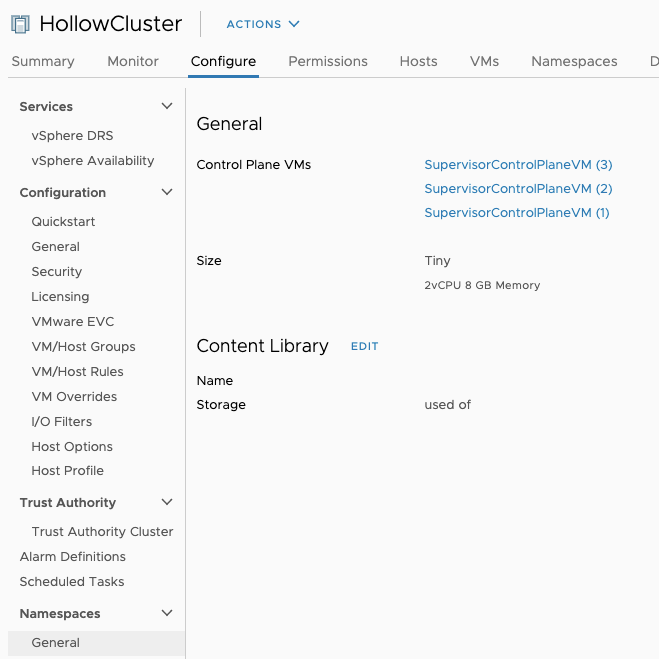 HollowCluster
ACTIONS
Summary Monitor Configure Permissions Hosts VMs Namespaces D
Services
vSphere DRS
vSphere Availability
Configuration
Quickstart
General
Security
Licensing
VMware EVC
VM/Host Groups
VM/Host Rules
VM Overrides
I/O Filters
Host Options
Host Profile
Trust Authority
Trust Authority Cluster
Alarm Definitions
Scheduled Tasks
Namespaces
General
General
Control Plane VMs SupervisorControlPlaneVM (3)
SupervisorControlPlaneVM (2)
SupervisorControlPlaneVM (1)
Size Tiny
2vCPU 8 GB Memory
Content Library EDIT
Name
Storage used of